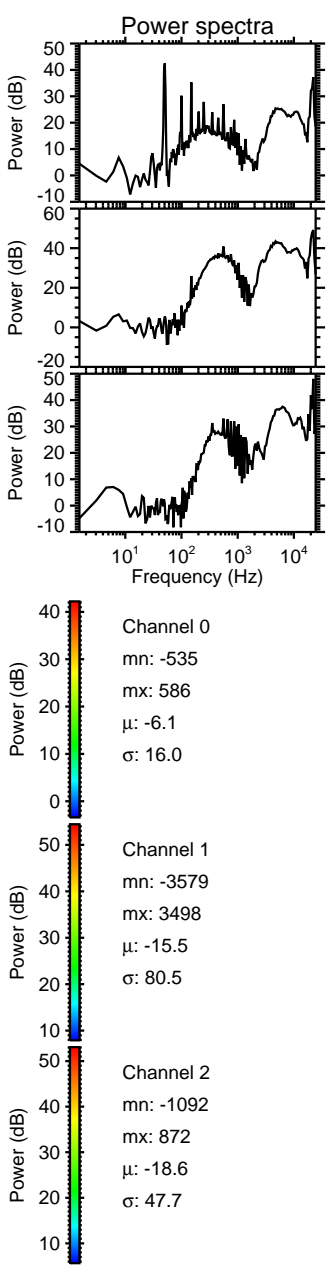 Power spectra
50
40
30
20
10
0
-10
Power (dB)
60
40
20
0
-20
Power (dB)
50
40
30
20
10
0
-10
Power (dB)
10¹ 10² 10³ 10⁴
Frequency (Hz)
40
30
20
10
0
Power (dB)
Channel 0
mn: -535
mx: 586
μ: -6.1
σ: 16.0
50
40
30
20
10
Power (dB)
Channel 1
mn: -3579
mx: 3498
μ: -15.5
σ: 80.5
50
40
30
20
10
Power (dB)
Channel 2
mn: -1092
mx: 872
μ: -18.6
σ: 47.7